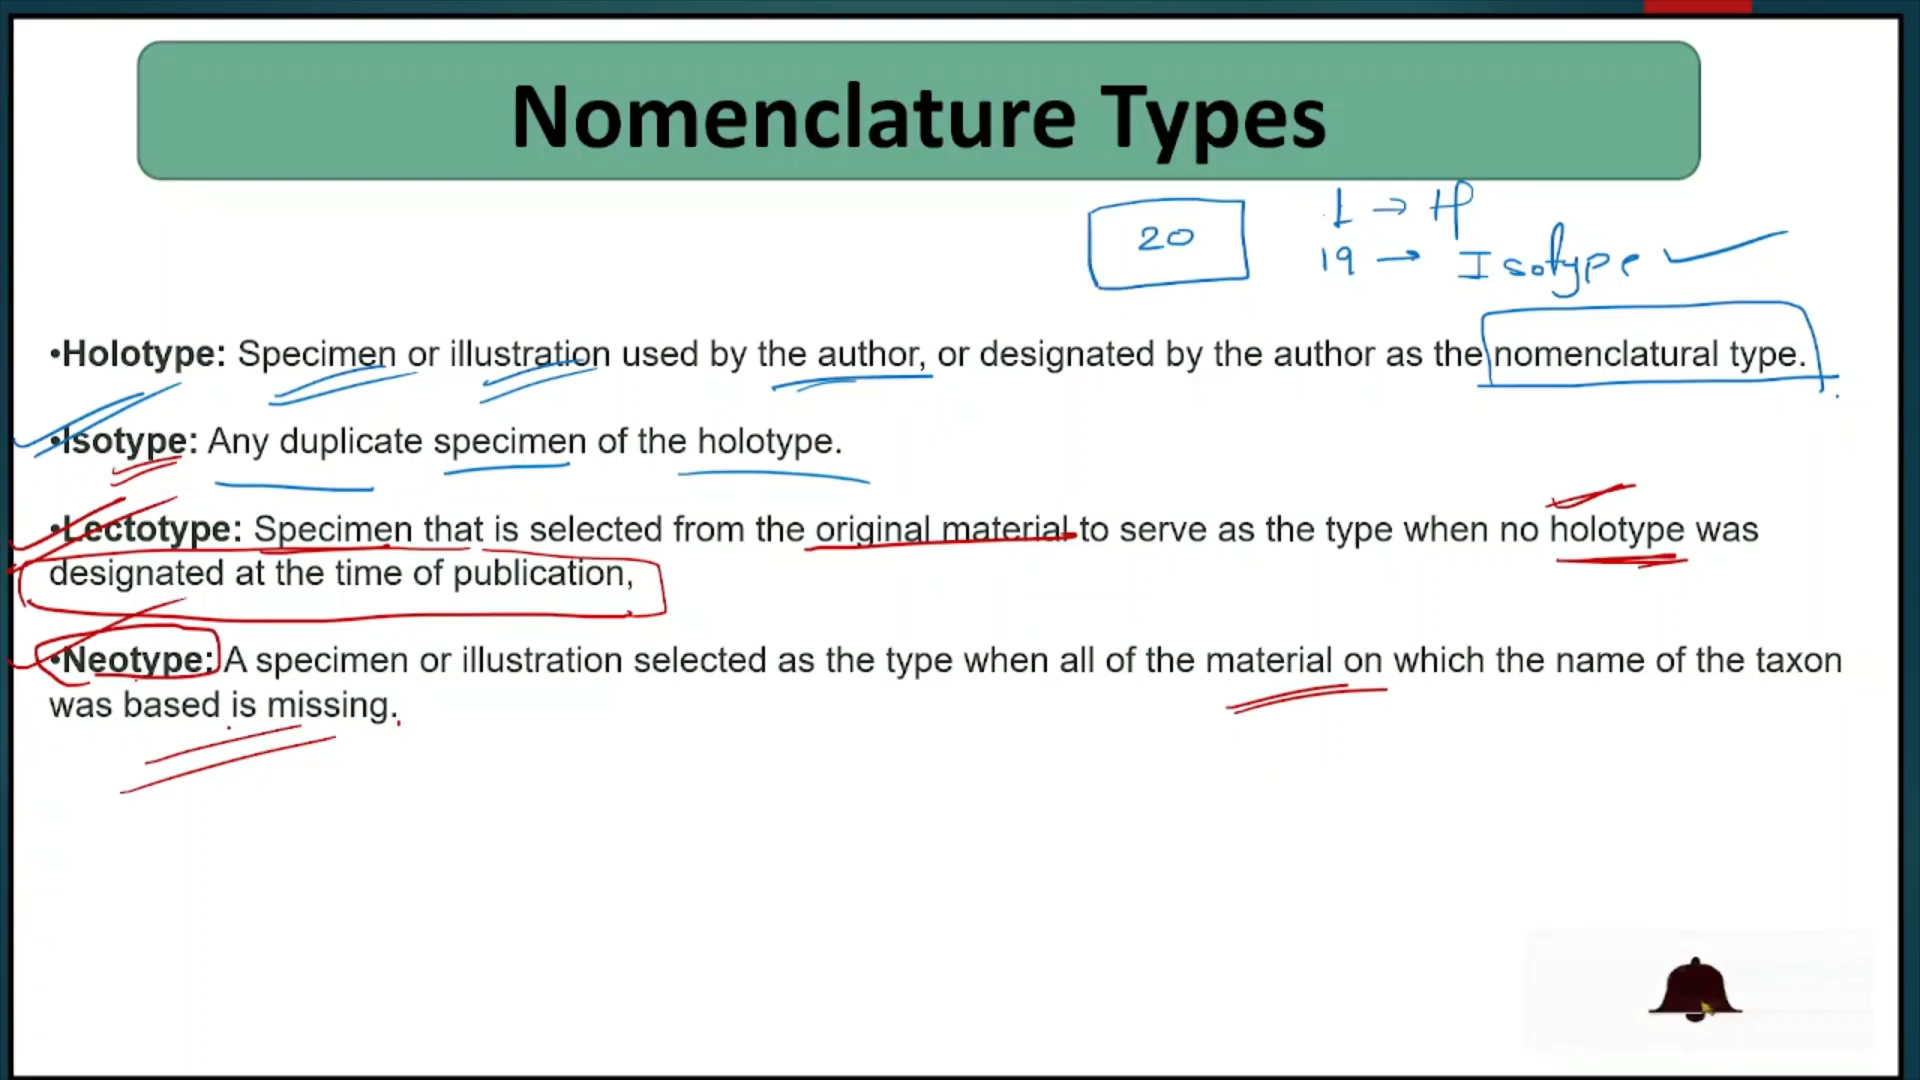 Nomenclature Types
20
1 → H
19 → Isotype
•Holotype: Specimen or illustration used by the author, or designated by the author as the nomenclatural type.
•Isotype: Any duplicate specimen of the holotype.
•Lectotype: Specimen that is selected from the original material to serve as the type when no holotype was
designated at the time of publication,
•Neotype: A specimen or illustration selected as the type when all of the material on which the name of the taxon
was based is missing.